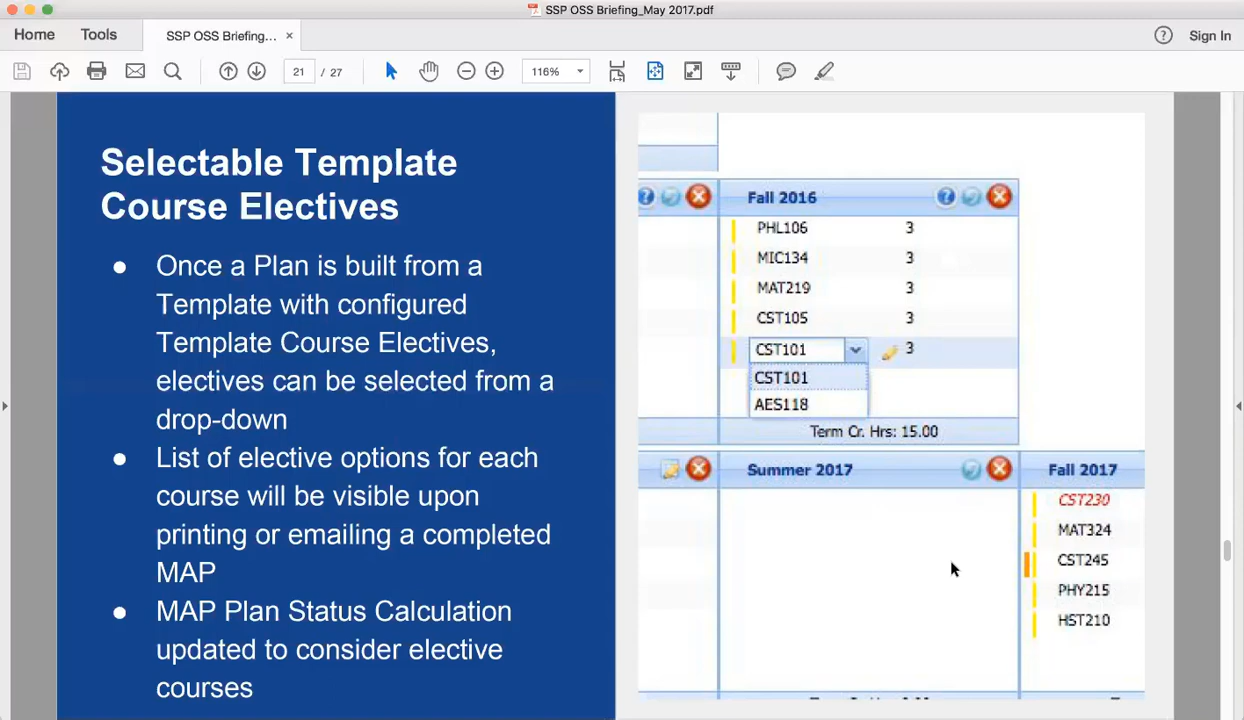 SSP OSS Briefing_May 2017.pdf
Home Tools SSP OSS Briefing... × ? Sign In
21 / 27 116%
Selectable Template
Course Electives
● Once a Plan is built from a
Template with configured
Template Course Electives,
electives can be selected from a
drop-down
● List of elective options for each
course will be visible upon
printing or emailing a completed
MAP
● MAP Plan Status Calculation
updated to consider elective
courses
Fall 2016
PHL106 3
MIC134 3
MAT219 3
CST105 3
CST101 3
CST101
AES118
Term Cr. Hrs: 15.00
Summer 2017
Fall 2017
CST230
MAT324
CST245
PHY215
HST210